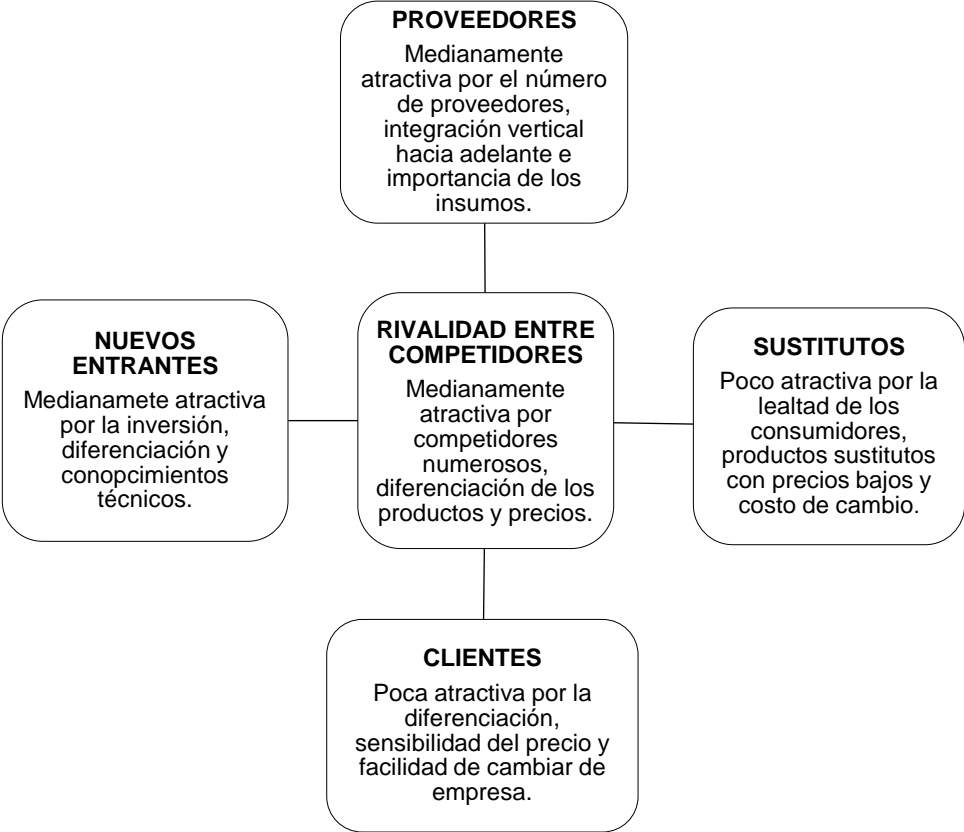 PROVEEDORES
Medianamente
atractiva por el número
de proveedores,
integración vertical
hacia adelante e
importancia de los
insumos.
NUEVOS
ENTRANTES
Medianamete atractiva
por la inversión,
diferenciación y
conopcimientos
técnicos.
RIVALIDAD ENTRE
COMPETIDORES
Medianamente
atractiva por
competidores
numerosos,
diferenciación de los
productos y precios.
SUSTITUTOS
Poco atractiva por la
lealtad de los
consumidores,
productos sustitutos
con precios bajos y
costo de cambio.
CLIENTES
Poca atractiva por la
diferenciación,
sensibilidad del precio y
facilidad de cambiar de
empresa.